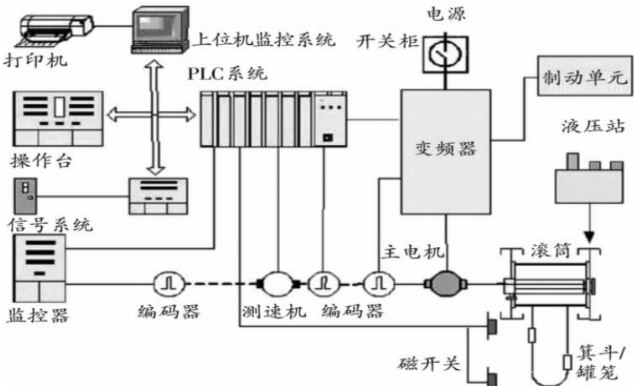 电源
打印机
上位机监控系统
开关柜
PLC系统
制动单元
操作台
变频器
液压站
信号系统
主电机
滚筒
监控器
编码器
测速机
编码器
磁开关
箕斗/
罐笼